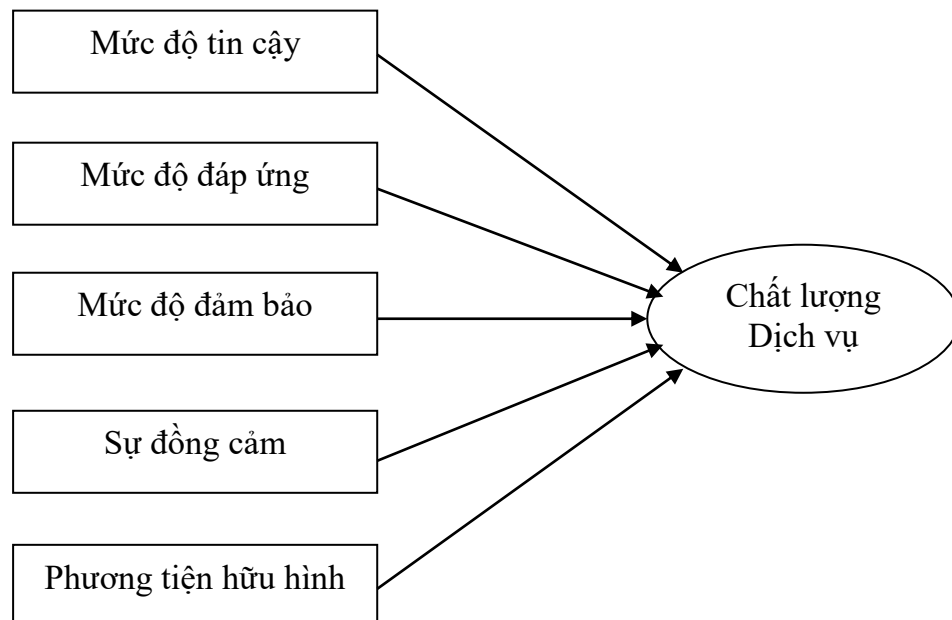 Mức độ tin cậy
Mức độ đáp ứng
Mức độ đảm bảo
Sự đồng cảm
Phương tiện hữu hình
Chất lượng
Dịch vụ